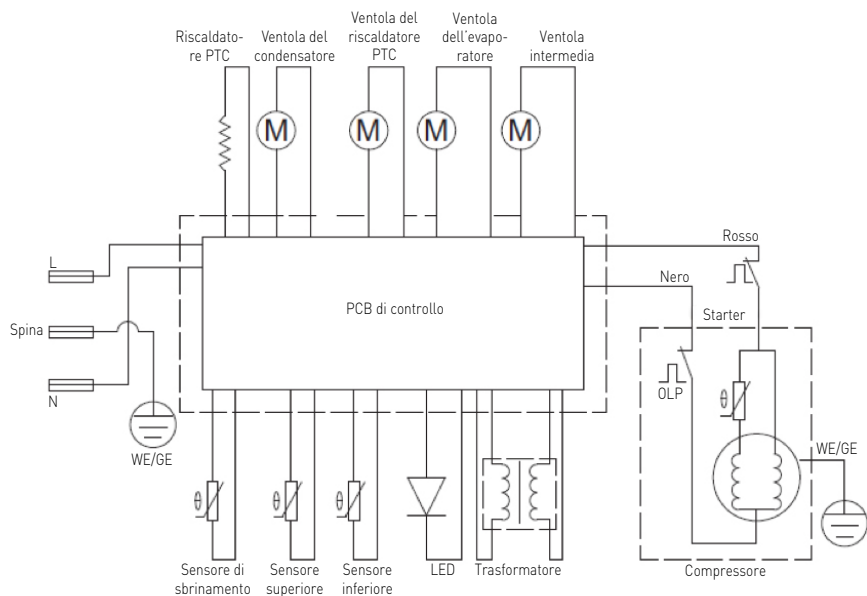 Riscaldato-
re PTC
Ventola del
condensatore
Ventola del
riscaldatore
PTC
Ventola
dell'evapo-
ratore
Ventola
intermedia
M
M
M
M
L
Spina
N
WE/GE
PCB di controllo
Rosso
Nero
Starter
OLP
θ
WE/GE
Compressore
θ
θ
θ
Sensore di
sbrinamento
Sensore
superiore
Sensore
inferiore
LED
Trasformatore